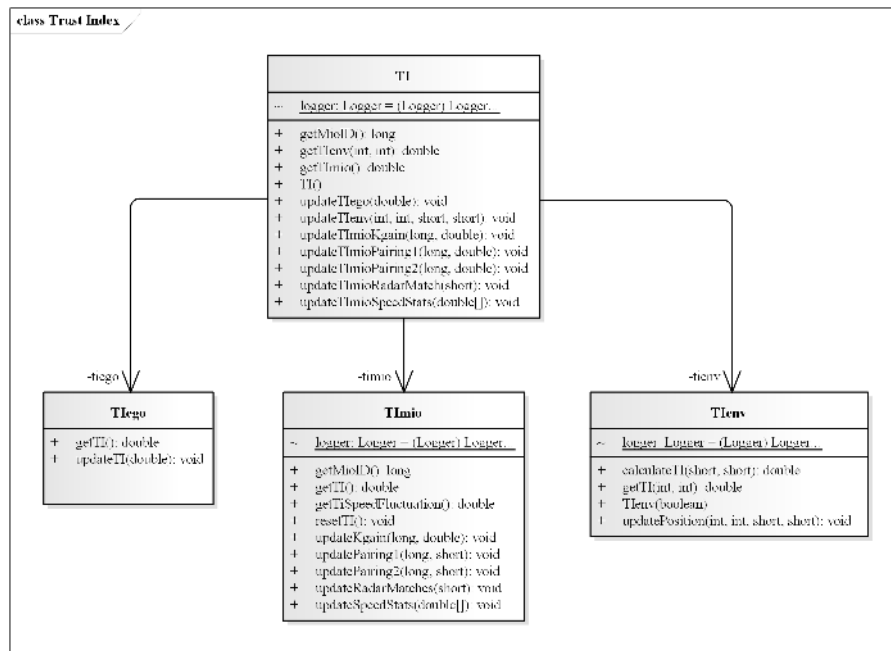 class Trust Index
TI
~ logger: Logger = (Logger) Logger...
+ getMioID(): long
+ getTIenv(int, int): double
+ getTImio(): double
+ TI()
+ updateTIego(double): void
+ updateTIenv(int, int, short, short): void
+ updateTImioKgain(long, double): void
+ updateTImioPairing1(long, double): void
+ updateTImioPairing2(long, double): void
+ updateTImioRadarMatch(short): void
+ updateTImioSpeedStats(double[]): void
-tiego
-timio
-tienv
TIego
+ getTI(): double
+ updateTI(double): void
TImio
~ logger: Logger = (Logger) Logger...
+ getMioID(): long
+ getTI(): double
+ getTiSpeedFluctuation(): double
+ resetTI(): void
+ updateKgain(long, double): void
+ updatePairing1(long, short): void
+ updatePairing2(long, short): void
+ updateRadarMatches(short): void
+ updateSpeedStats(double[]): void
TIenv
~ logger: Logger = (Logger) Logger...
+ calculateTI(short, short): double
+ getTI(int, int): double
+ TIenv(boolean)
+ updatePosition(int, int, short, short): void